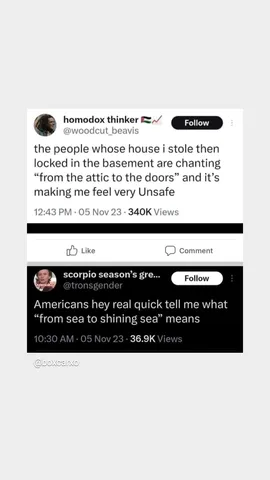 homodox thinker 🇵🇸📈
@woodcut_beavis
Follow
the people whose house i stole then
locked in the basement are chanting
“from the attic to the doors” and it’s
making me feel very Unsafe
12:43 PM · 05 Nov 23 · 340K Views
Like
Comment
scorpio season’s gre...
@tronsgender
Follow
Americans hey real quick tell me what
“from sea to shining sea” means
10:30 AM · 05 Nov 23 · 36.9K Views